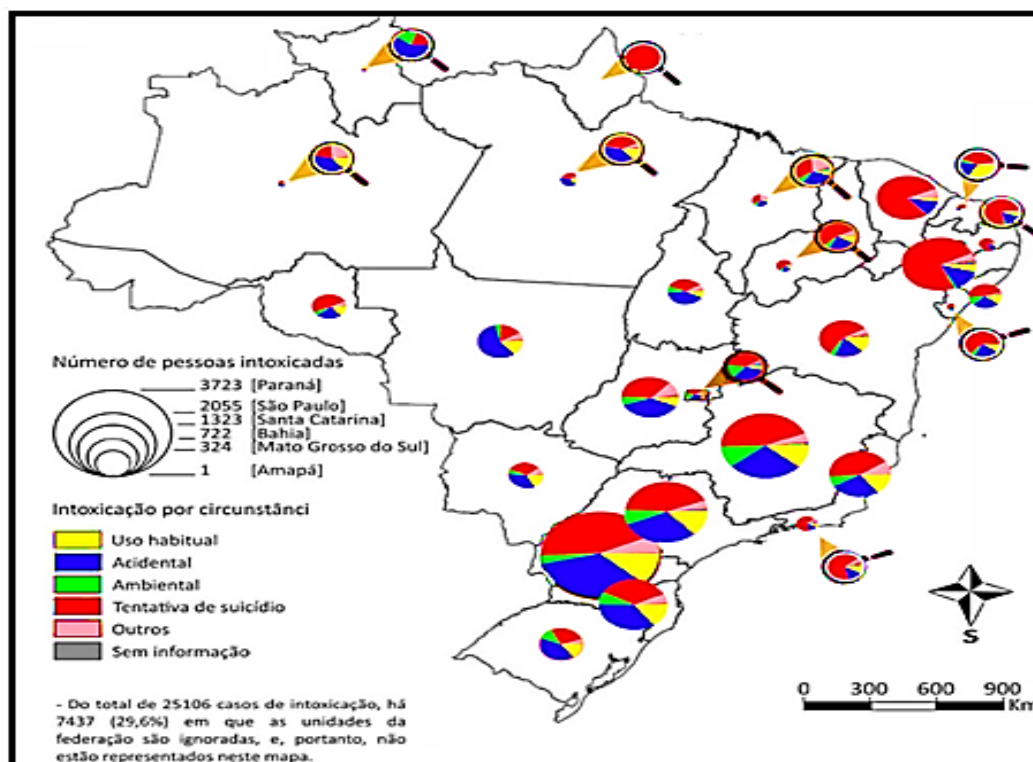 Número de pessoas intoxicadas
3723 [Paraná]
2055 [São Paulo]
1323 [Santa Catarina]
722 [Bahia]
324 [Mato Grosso do Sul]
1 [Amapá]
Intoxicação por circunstânci
Uso habitual
Acidental
Ambiental
Tentativa de suicídio
Outros
Sem informação
- Do total de 25106 casos de intoxicação, há
7437 (29,6%) em que as unidades da
federação são ignoradas, e, portanto, não
estão representados neste mapa.
S
0 300 600 900
Km